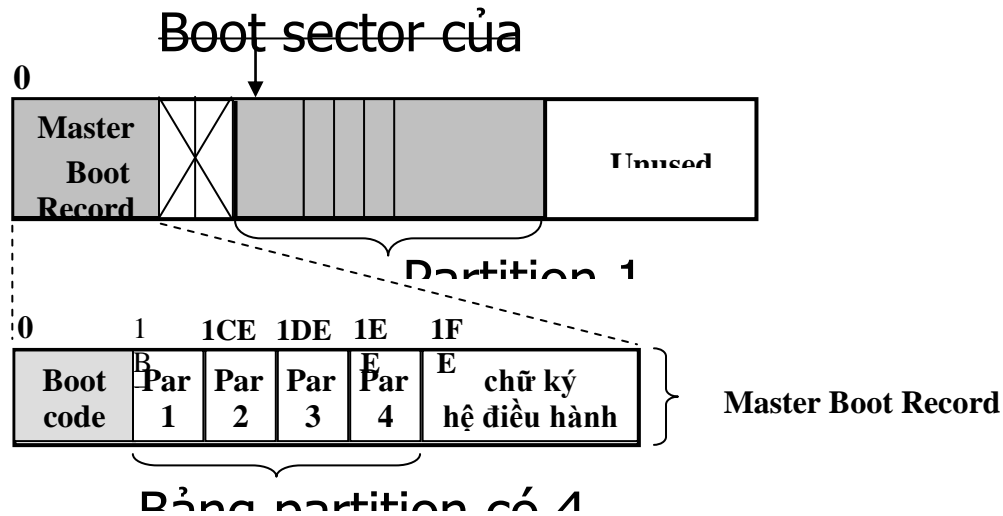 Boot sector của
0
Master
Boot
Record
Unused
Partition 1
0
1
B
1CE
1DE
1E
E
1F
E
Boot
code
Par
1
Par
2
Par
3
Par
4
chữ ký
hệ điều hành
Master Boot Record
Bảng partition có 4